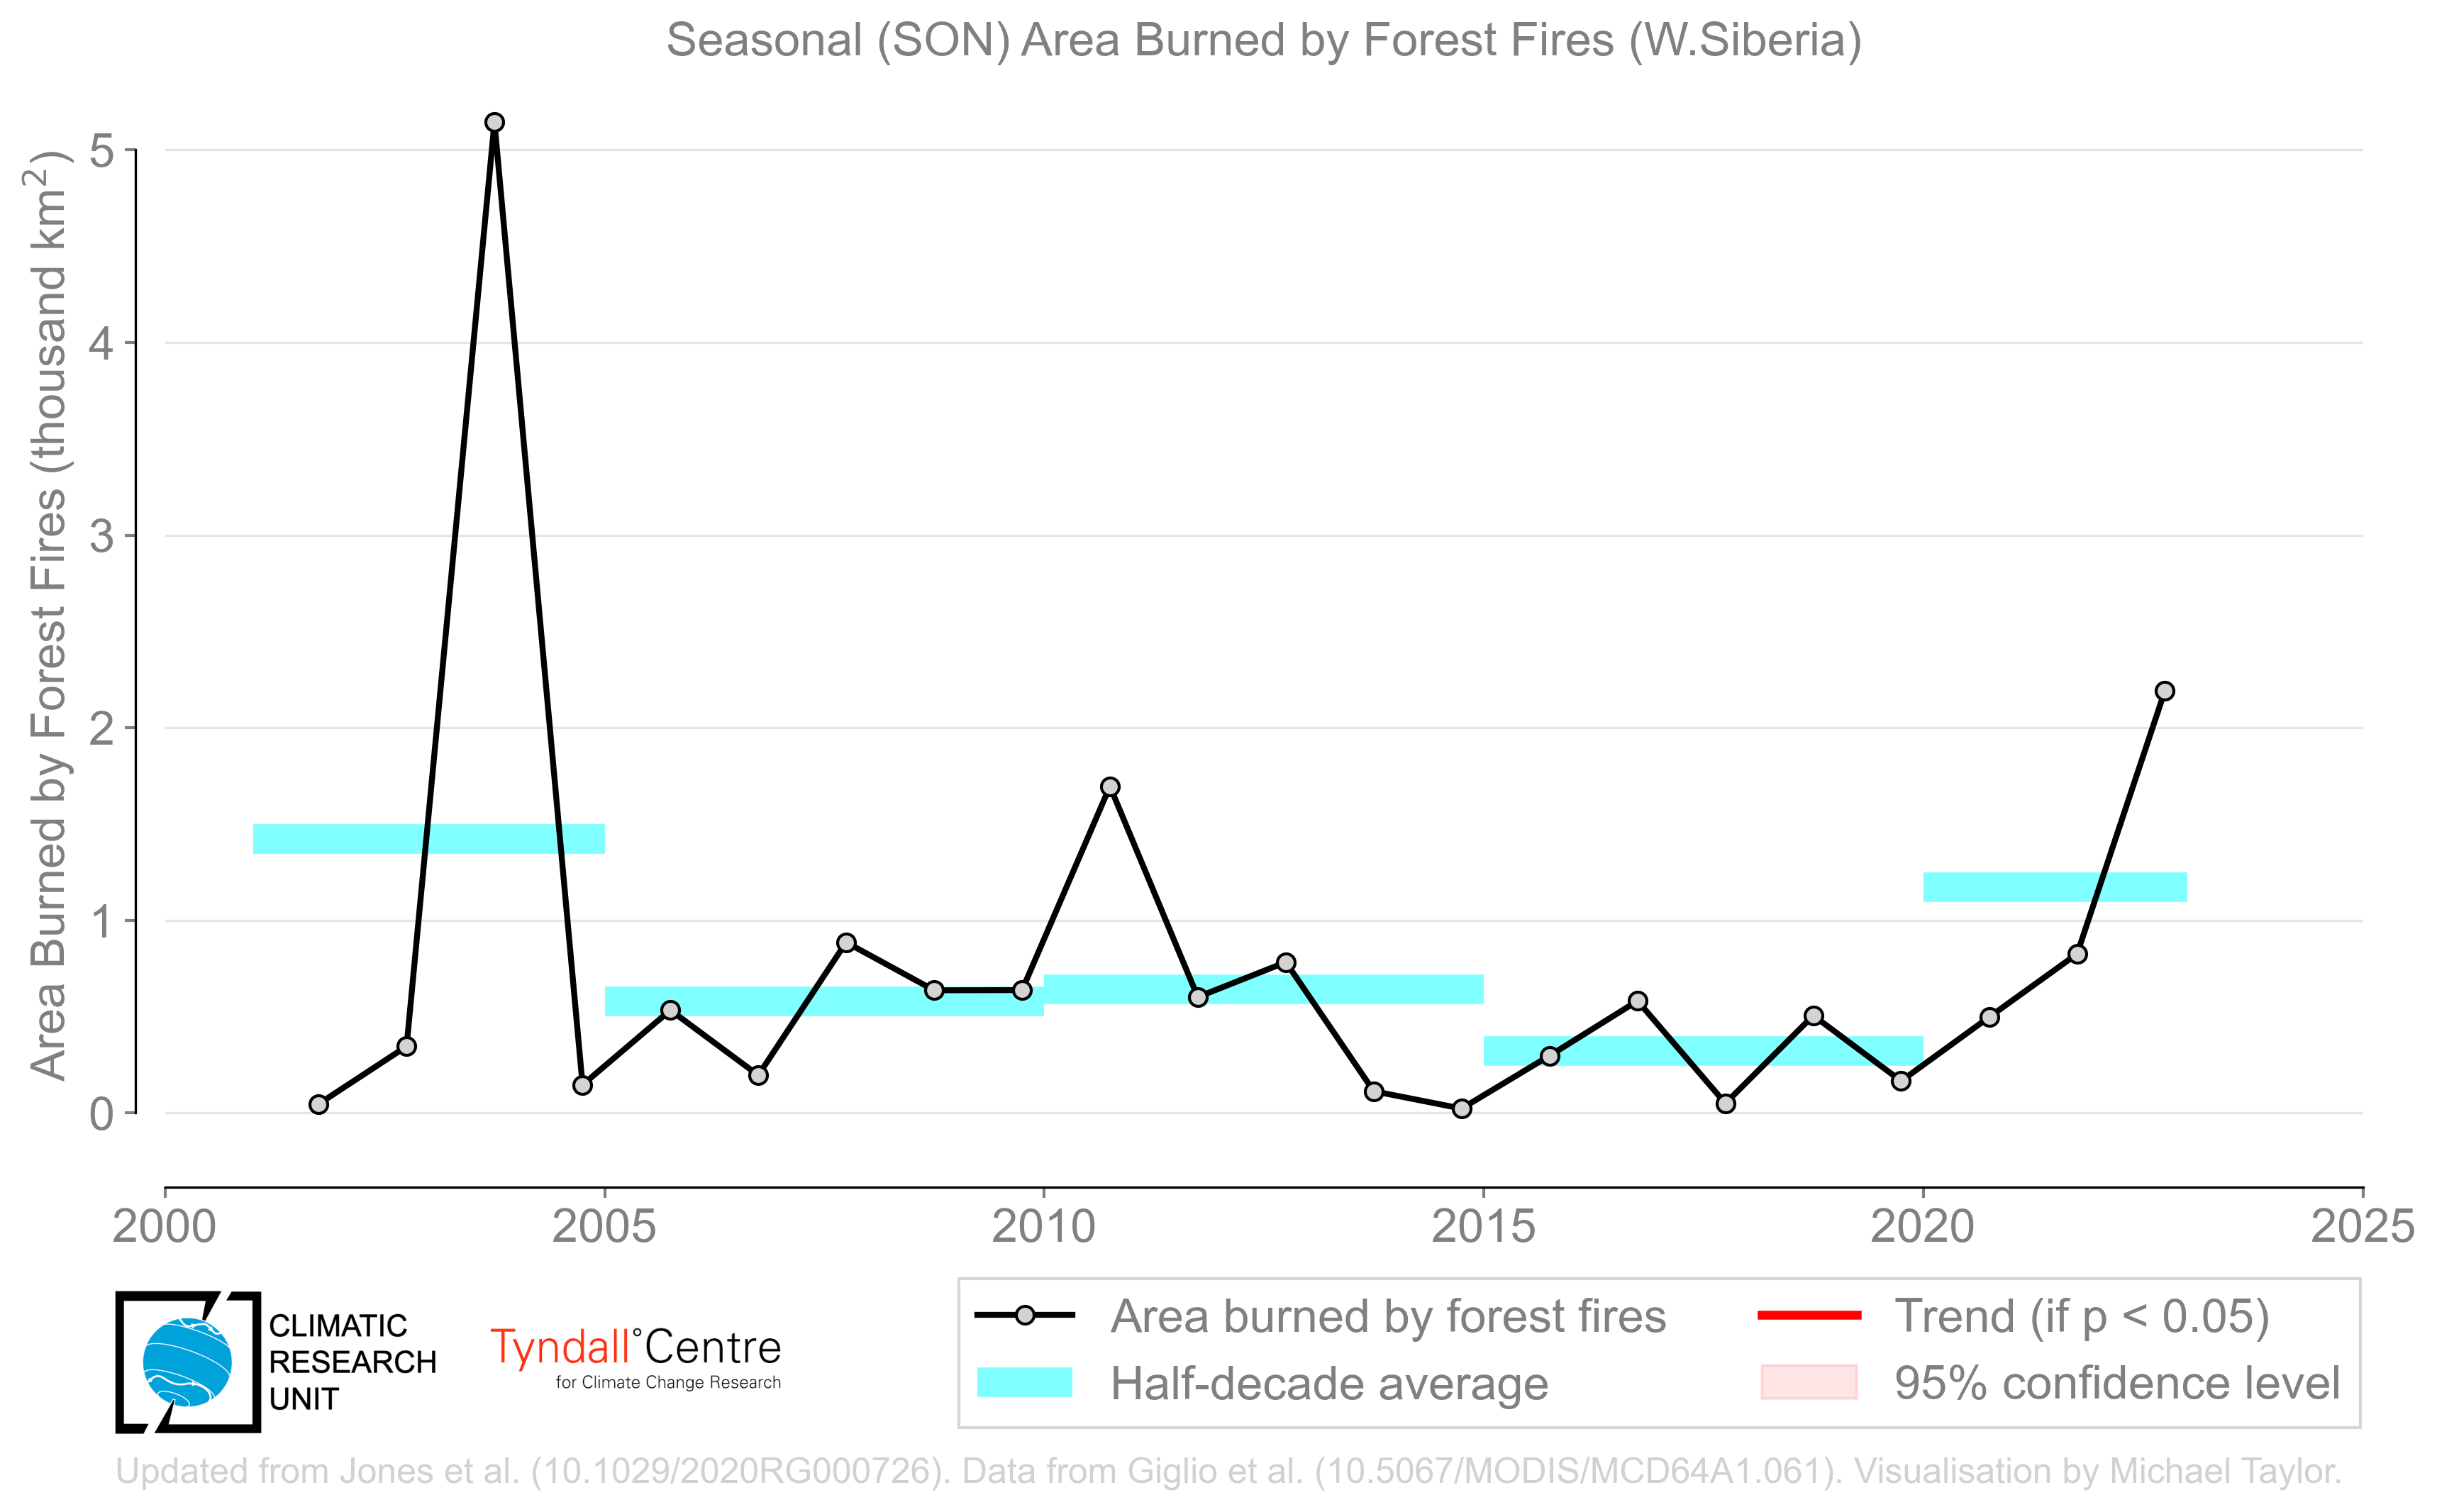 Seasonal (SON) Area Burned by Forest Fires (W.Siberia)
Area Burned by Forest Fires (thousand km²)
5
4
3
2
1
0
2000 2005 2010 2015 2020 2025
CLIMATIC
RESEARCH
UNIT
Tyndall°Centre
for Climate Change Research
Area burned by forest fires
Half-decade average
Trend (if p < 0.05)
95% confidence level
Updated from Jones et al. (10.1029/2020RG000726). Data from Giglio et al. (10.5067/MODIS/MCD64A1.061). Visualisation by Michael Taylor.